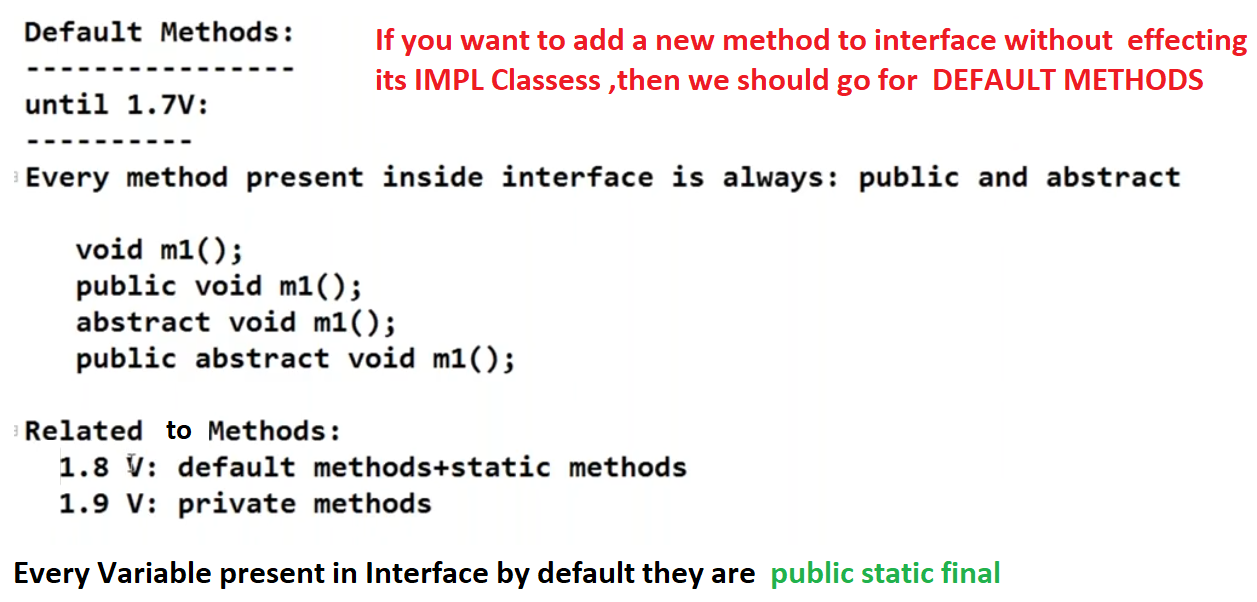 Default Methods:
If you want to add a new method to interface without effecting
its IMPL Classess ,then we should go for DEFAULT METHODS
----------------
until 1.7V:
----------
Every method present inside interface is always: public and abstract
void m1();
public void m1();
abstract void m1();
public abstract void m1();
Related to Methods:
1.8 V: default methods+static methods
1.9 V: private methods
Every Variable present in Interface by default they are public static final